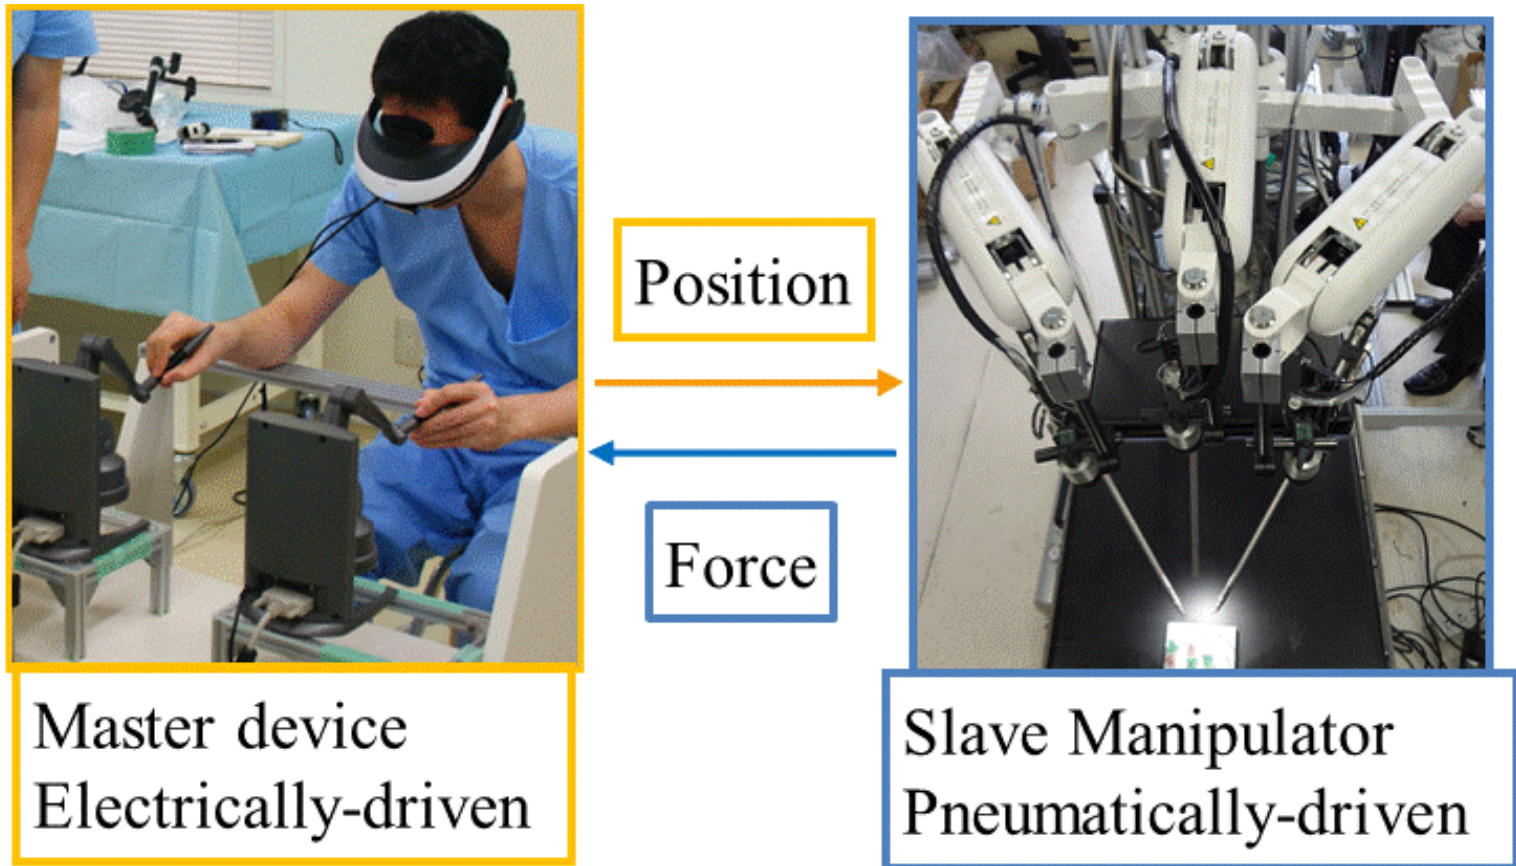 Position
Force
Master device
Electrically-driven
Slave Manipulator
Pneumatically-driven